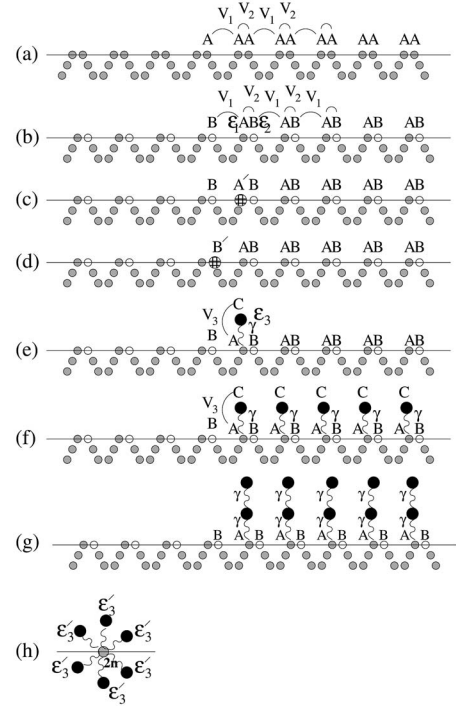 V₁ V₂ V₁ V₂
(a) A AA AA AA AA AA
V₁ V₂ V₁ V₂ V₁
(b) B ε₁ AB ε₂ AB AB AB AB
(c) B A′ B AB AB AB AB
(d) B′ AB AB AB AB AB
C
V₃ ε₃
γ
(e) B A B AB AB AB AB
C C C C C
V₃ γ γ γ γ γ
B
(f) A B A B A B A B A B
γ γ γ γ γ
γ γ γ γ γ
(g) B A B A B A B A B A B
ε₃′
ε₃′ ε₃′
(h) 2n
ε₃′ ε₃′
ε₃′